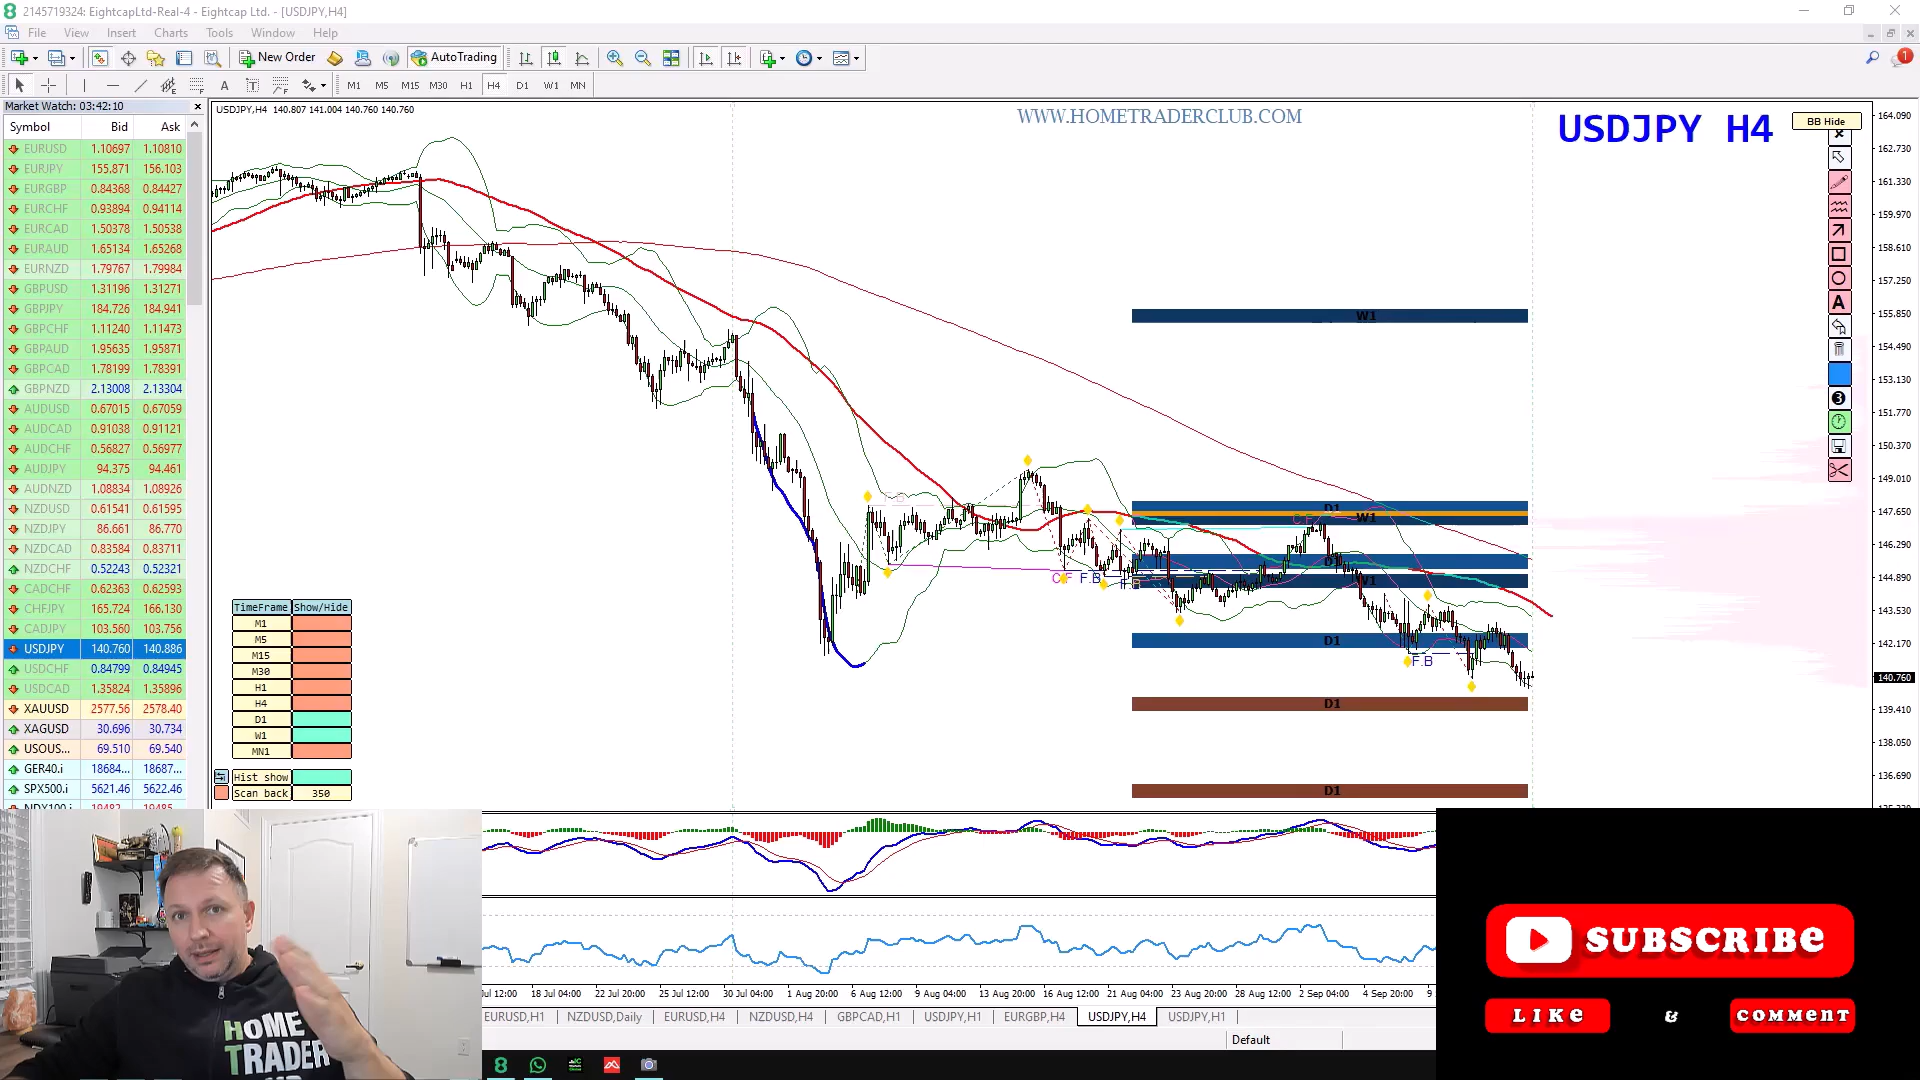 2145719324: EightcapLtd-Real-4 - Eightcap Ltd. - [USDJPY,H4]
File View Insert Charts Tools Window Help
New Order AutoTrading
1
A T M1 M5 M15 M30 H1 H4 D1 W1 MN
Market Watch: 03:42:10
Symbol Bid Ask
EURUSD 1.10697 1.10810
EURJPY 155.871 156.103
EURGBP 0.84368 0.84427
EURCHF 0.93894 0.94114
EURCAD 1.50378 1.50538
EURAUD 1.65134 1.65268
EURNZD 1.79767 1.79984
GBPUSD 1.31196 1.31271
GBPJPY 184.726 184.941
GBPCHF 1.11240 1.11473
GBPAUD 1.95635 1.95871
GBPCAD 1.78199 1.78391
GBPNZD 2.13008 2.13304
AUDUSD 0.67015 0.67059
AUDCAD 0.91038 0.91121
AUDCHF 0.56827 0.56977
AUDJPY 94.375 94.461
AUDNZD 1.08834 1.08926
NZDUSD 0.61541 0.61595
NZDJPY 86.661 86.770
NZDCAD 0.83584 0.83711
NZDCHF 0.52243 0.52321
CADCHF 0.62363 0.62593
CHFJPY 165.724 166.130
CADJPY 103.560 103.756
USDJPY 140.760 140.886
USDCHF 0.84799 0.84945
USDCAD 1.35824 1.35896
XAUUSD 2577.56 2578.40
XAGUSD 30.696 30.734
USOUS... 69.510 69.540
GER40.i 18684... 18687...
SPX500.i 5621.46 5622.46
USDJPY,H4 140.807 141.004 140.760 140.760
WWW.HOMETRADERCLUB.COM
USDJPY H4
BB Hide
A
3
164.090
162.730
161.330
159.970
158.610
157.250
155.850
154.490
153.130
151.770
150.370
149.010
147.650
146.290
144.890
143.530
142.170
140.760
139.410
138.050
136.690
W1
D1
W1
D1
W1
D1
D1
D1
F.B
C.F
F.B
F.B
C.F
F.B
TimeFrame Show/Hide
M1
M5
M15
M30
H1
H4
D1
W1
MN1
Hist show
Scan back 350
Jul 12:00 18 Jul 04:00 22 Jul 20:00 25 Jul 12:00 30 Jul 04:00 1 Aug 20:00 6 Aug 12:00 9 Aug 04:00 13 Aug 20:00 16 Aug 12:00 21 Aug 04:00 23 Aug 20:00 28 Aug 12:00 2 Sep 04:00 4 Sep 20:00 9
EURUSD,H1 NZDUSD,Daily EURUSD,H4 NZDUSD,H4 GBPCAD,H1 USDJPY,H1 EURGBP,H4 USDJPY,H4 USDJPY,H1
Default
HOME
TRADER
SUBSCRIBE
LIKE & COMMENT